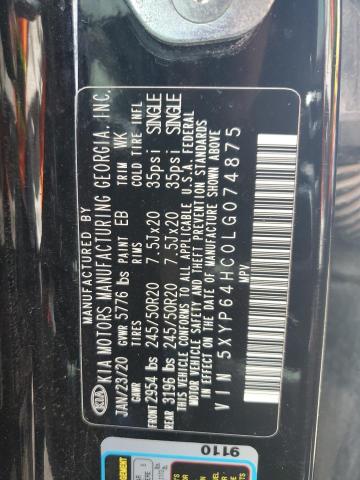 MANUFACTURED BY
KIA KIA MOTORS MANUFACTURING GEORGIA, INC.
JAN/23/20 GVWR 5776 lbs PAINT EB TRIM WK
GAWR TIRES RIMS COLD TIRE INFL
FRONT 2954 lbs 245/50R20 7.5JX20 35psi SINGLE
REAR 3196 lbs 245/50R20 7.5JX20 35psi SINGLE
THIS VEHICLE CONFORMS TO ALL APPLICABLE U.S.A. FEDERAL
MOTOR VEHICLE SAFETY AND THEFT PREVENTION STANDARDS
IN EFFECT ON THE DATE OF MANUFACTURE SHOWN ABOVE
VIN 5XYP64HC0LG074875
MPV
9110